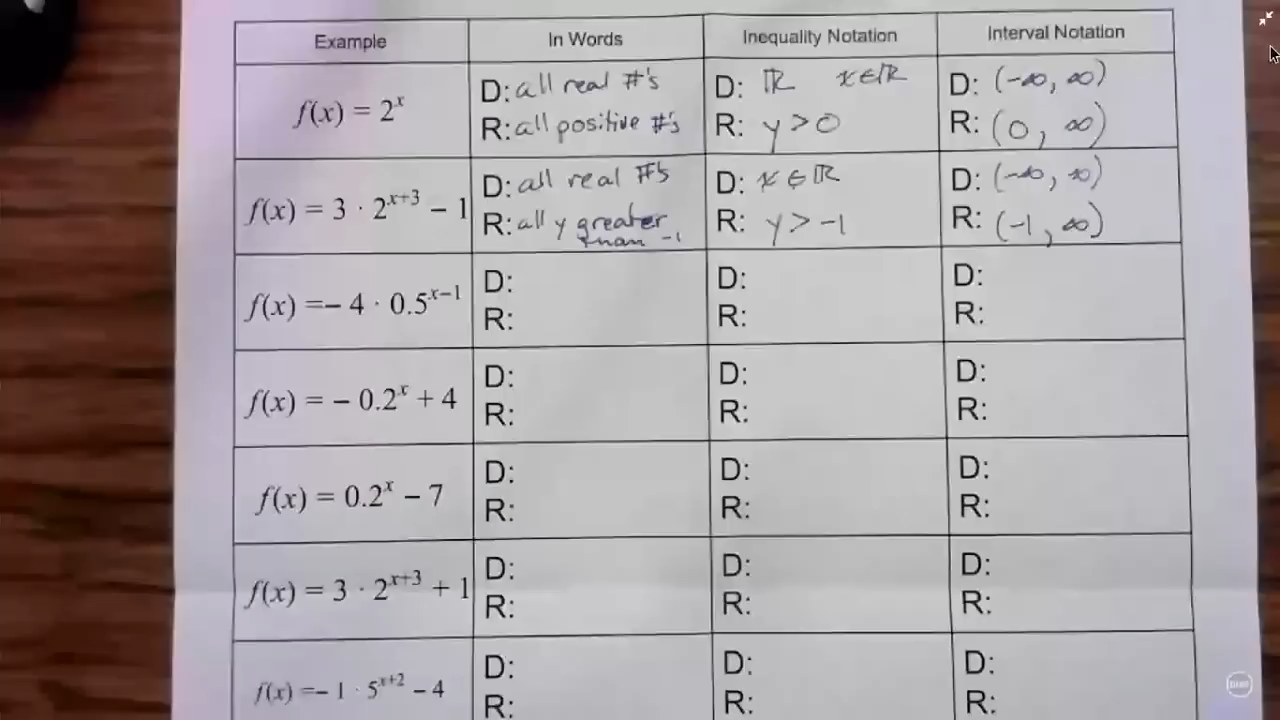 Example In Words Inequality Notation Interval Notation
f(x) = 2^x
D: all real #'s
R: all positive #'s
D: ℝ x∈ℝ
R: y > 0
D: (-∞, ∞)
R: (0, ∞)
f(x) = 3 · 2^{x+3} − 1
D: all real #'s
R: all y greater
than -1
D: x∈ℝ
R: y > -1
D: (-∞, ∞)
R: (-1, ∞)
f(x) =− 4 · 0.5^{x−1}
D:
R:
D:
R:
D:
R:
f(x) = − 0.2^x + 4
D:
R:
D:
R:
D:
R:
f(x) = 0.2^x − 7
D:
R:
D:
R:
D:
R:
f(x) = 3 · 2^{x+3} + 1
D:
R:
D:
R:
D:
R:
f(x) =− 1 · 5^{x+2} − 4
D:
R:
D:
R:
D:
R: